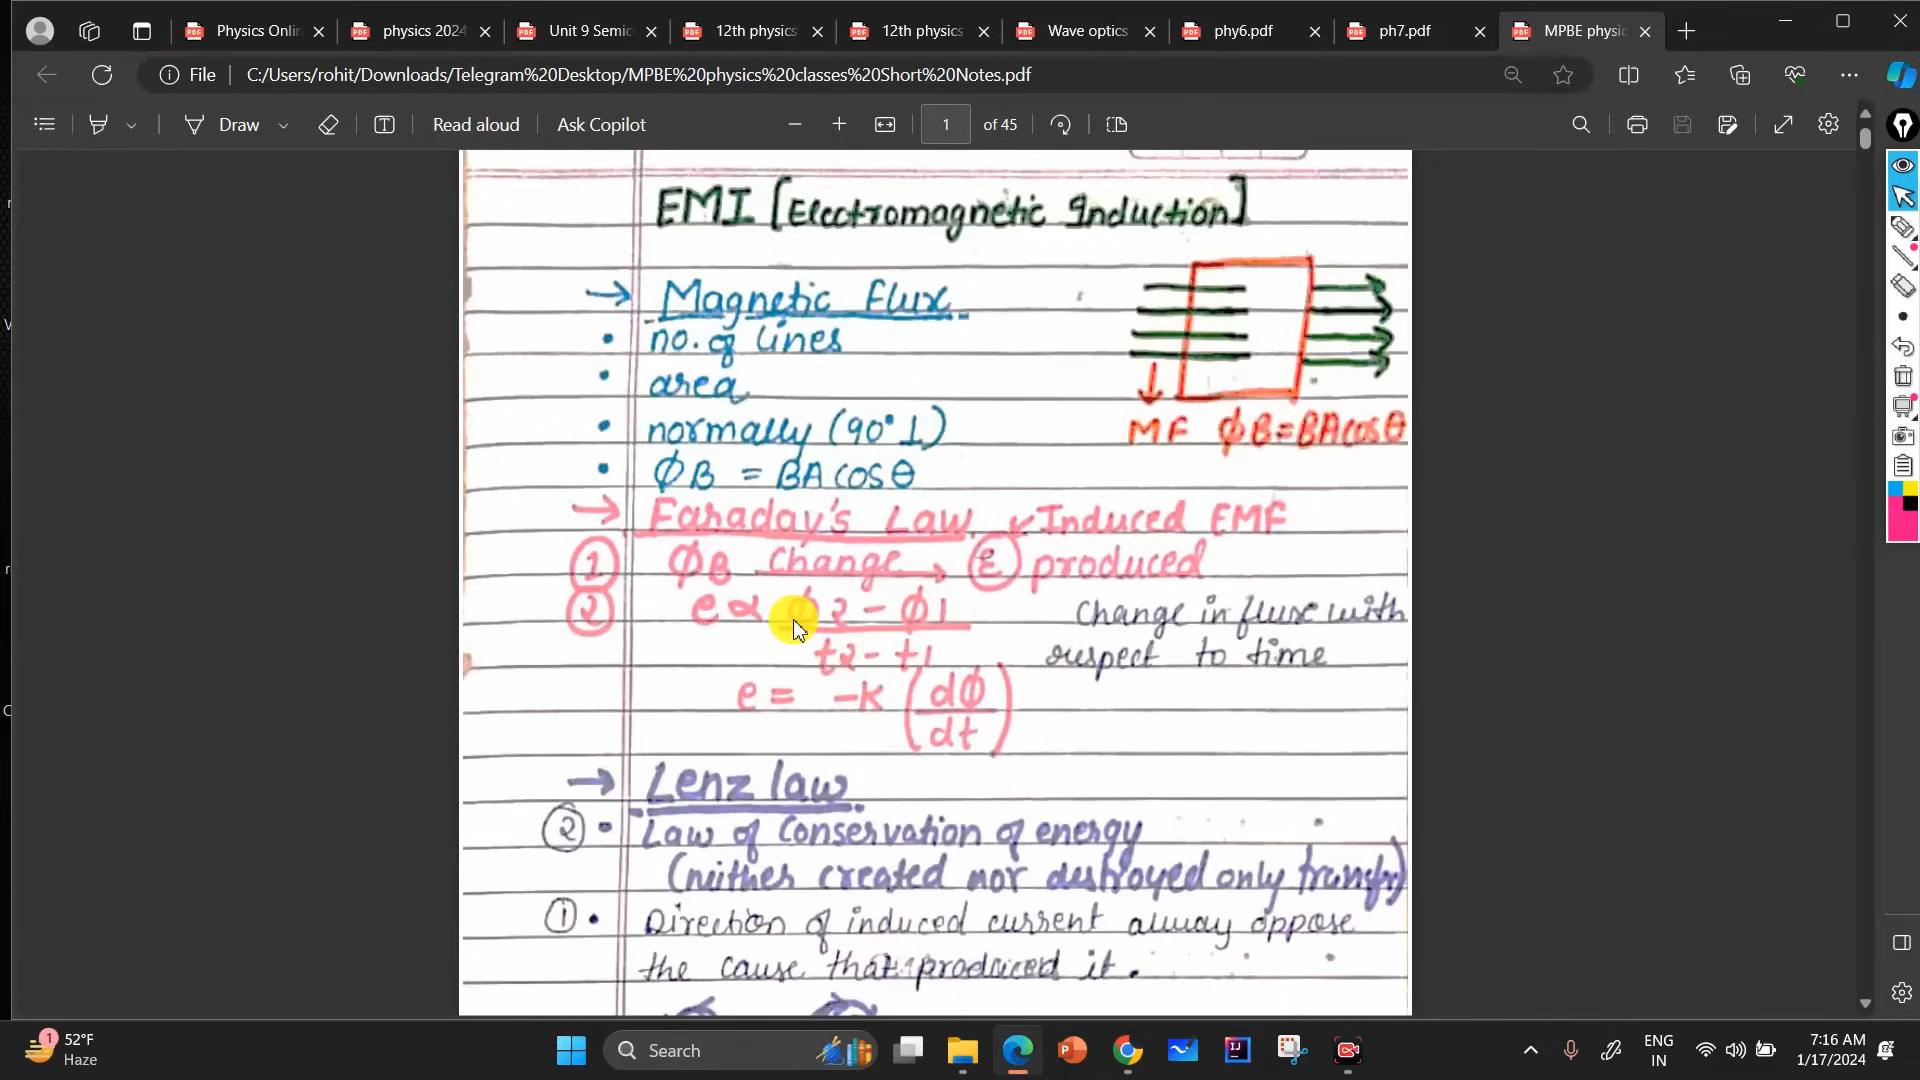 Physics Onlin
physics 2024
Unit 9 Semic
12th physics
12th physics
Wave optics
phy6.pdf
ph7.pdf
MPBE physic
File
C:/Users/rohit/Downloads/Telegram%20Desktop/MPBE%20physics%20classes%20Short%20Notes.pdf
Draw
Read aloud
Ask Copilot
1 of 45
EMI [Electromagnetic Induction]
→ Magnetic Flux
• no. of lines
• area
• normally (90° ⊥)
MF ϕB = BA cos θ
• ϕB = BA cos θ
→ Faraday's Law ↙ Induced EMF
① ϕB change → ℰ produced
② e ∝ ϕ2 - ϕ1
t2 - t1
Change in flux with
respect to time
e = -K (dϕ
dt)
→ Lenz law
② • Law of Conservation of energy
(neither created nor destroyed only transfr)
① • Direction of induced current alway oppose
the cause that produced it.
1
52°F
Haze
Search
ENG
IN
7:16 AM
1/17/2024